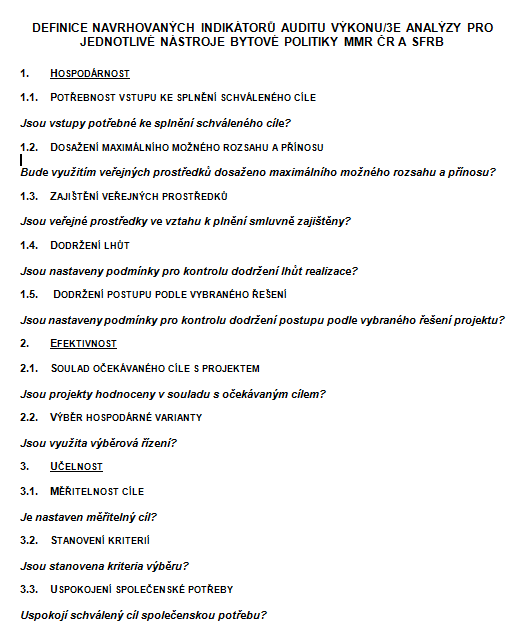 DEFINICE NAVRHOVANÝCH INDIKÁTORŮ AUDITU VÝKONU/3E ANALÝZY PRO
JEDNOTLIVÉ NÁSTROJE BYTOVÉ POLITIKY MMR ČR A SFRB
1. HOSPODÁRNOST
1.1. POTŘEBNOST VSTUPU KE SPLNĚNÍ SCHVÁLENÉHO CÍLE
Jsou vstupy potřebné ke splnění schváleného cíle?
1.2. DOSAŽENÍ MAXIMÁLNÍHO MOŽNÉHO ROZSAHU A PŘÍNOSU
Bude využitím veřejných prostředků dosaženo maximálního možného rozsahu a přínosu?
1.3. ZAJIŠTĚNÍ VEŘEJNÝCH PROSTŘEDKŮ
Jsou veřejné prostředky ve vztahu k plnění smluvně zajištěny?
1.4. DODRŽENÍ LHŮT
Jsou nastaveny podmínky pro kontrolu dodržení lhůt realizace?
1.5. DODRŽENÍ POSTUPU PODLE VYBRANÉHO ŘEŠENÍ
Jsou nastaveny podmínky pro kontrolu dodržení postupu podle vybraného řešení projektu?
2. EFEKTIVNOST
2.1. SOULAD OČEKÁVANÉHO CÍLE S PROJEKTEM
Jsou projekty hodnoceny v souladu s očekávaným cílem?
2.2. VÝBĚR HOSPODÁRNÉ VARIANTY
Jsou využita výběrová řízení?
3. UČELNOST
3.1. MĚŘITELNOST CÍLE
Je nastaven měřitelný cíl?
3.2. STANOVENÍ KRITERIÍ
Jsou stanovena kriteria výběru?
3.3. USPOKOJENÍ SPOLEČENSKÉ POTŘEBY
Uspokojí schválený cíl společenskou potřebu?